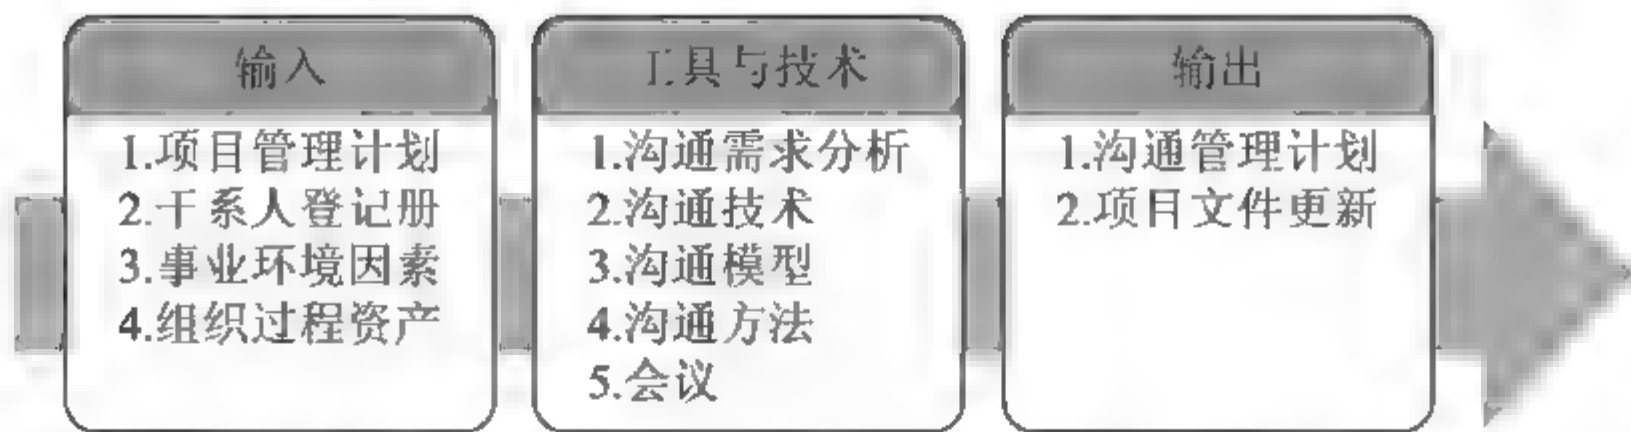 输入
1.项目管理计划
2.干系人登记册
3.事业环境因素
4.组织过程资产
工具与技术
1.沟通需求分析
2.沟通技术
3.沟通模型
4.沟通方法
5.会议
输出
1.沟通管理计划
2.项目文件更新